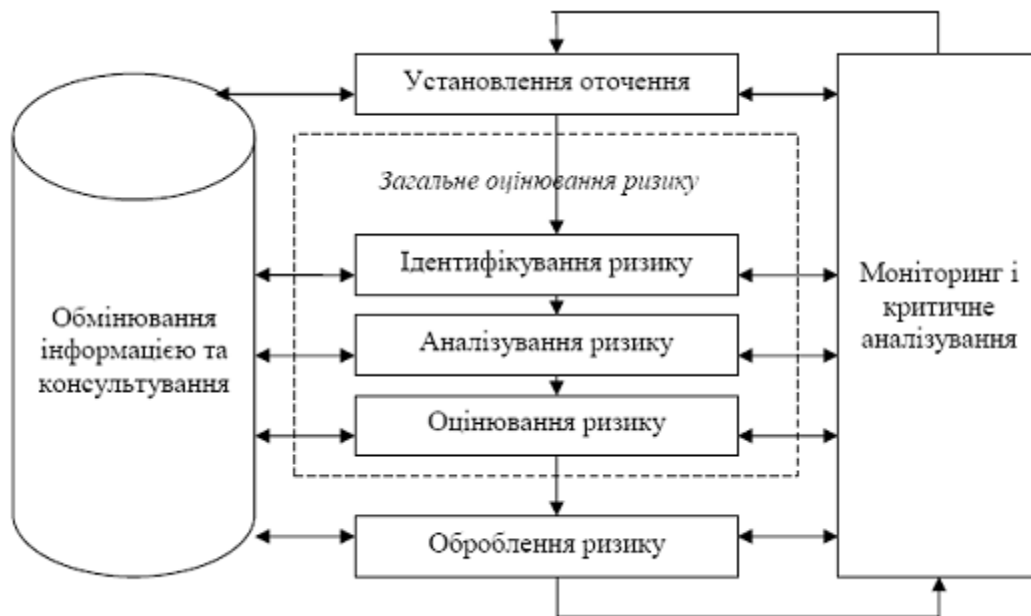 Установлення оточення
Загальне оцінювання ризику
Ідентифікування ризику
Аналізування ризику
Оцінювання ризику
Оброблення ризику
Обмінювання
інформацією та
консультування
Моніторинг і
критичне
аналізування